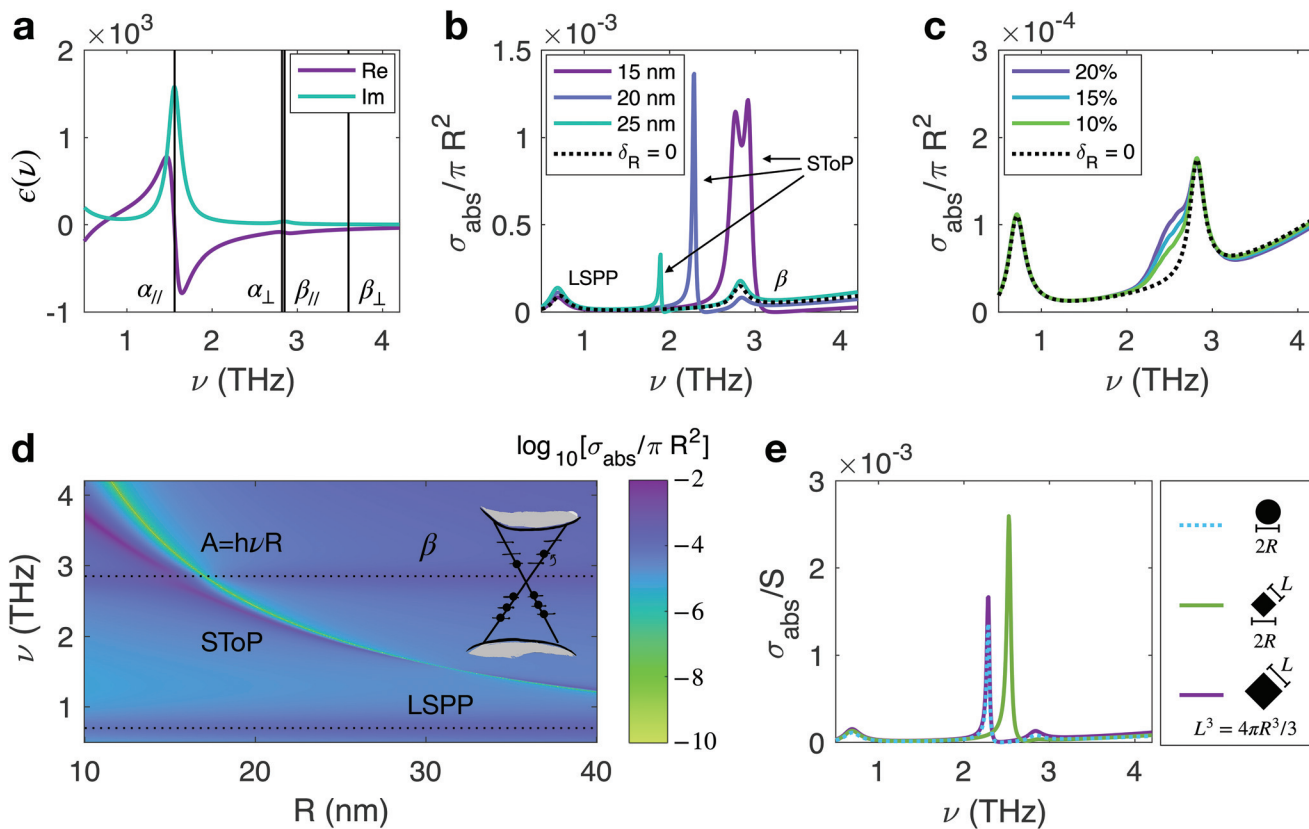 a
×10³
2
1
0
-1
ϵ(ν)
Re
Im
α//
α⊥
β//
β⊥
1 2 3 4
ν (THz)
b
×10⁻³
1.5
1
0.5
0
σabs/π R²
15 nm
20 nm
25 nm
δR = 0
SToP
LSPP
β
1 2 3 4
ν (THz)
c
×10⁻⁴
3
2
1
0
σabs/π R²
20%
15%
10%
δR = 0
1 2 3 4
ν (THz)
d
log10[σabs/π R²]
4
3
2
1
ν (THz)
A=hνR
β
SToP
LSPP
10 20 30 40
R (nm)
−2
−4
−6
−8
−10
e
×10⁻³
3
2
1
0
σabs/S
1 2 3 4
ν (THz)
2R
L
2R
L
L³ = 4πR³/3